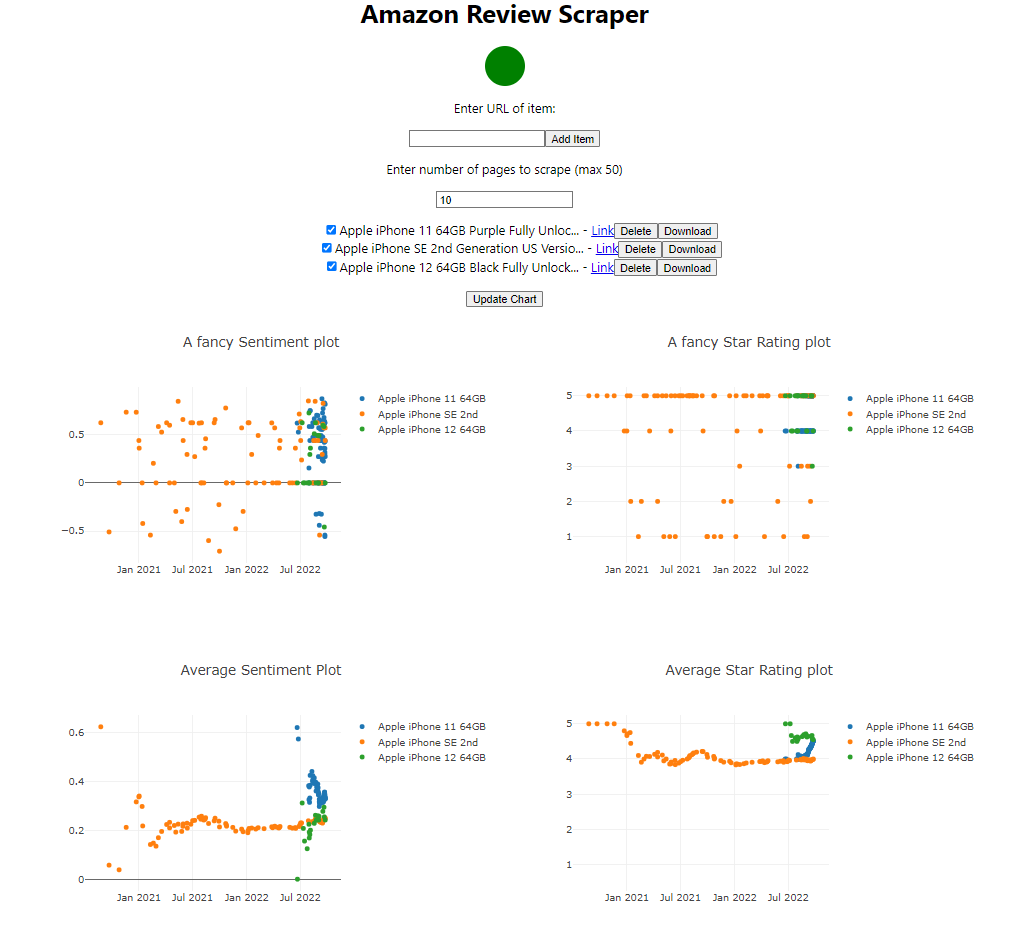 Amazon Review Scraper
Enter URL of item:
Add Item
Enter number of pages to scrape (max 50)
10
Apple iPhone 11 64GB Purple Fully Unloc... - Link Delete Download
Apple iPhone SE 2nd Generation US Versio... - Link Delete Download
Apple iPhone 12 64GB Black Fully Unlock... - Link Delete Download
Update Chart
A fancy Sentiment plot
Apple iPhone 11 64GB
Apple iPhone SE 2nd
Apple iPhone 12 64GB
0.5
0
−0.5
Jan 2021 Jul 2021 Jan 2022 Jul 2022
A fancy Star Rating plot
Apple iPhone 11 64GB
Apple iPhone SE 2nd
Apple iPhone 12 64GB
5
4
3
2
1
Jan 2021 Jul 2021 Jan 2022 Jul 2022
Average Sentiment Plot
Apple iPhone 11 64GB
Apple iPhone SE 2nd
Apple iPhone 12 64GB
0.6
0.4
0.2
0
Jan 2021 Jul 2021 Jan 2022 Jul 2022
Average Star Rating plot
Apple iPhone 11 64GB
Apple iPhone SE 2nd
Apple iPhone 12 64GB
5
4
3
2
1
Jan 2021 Jul 2021 Jan 2022 Jul 2022